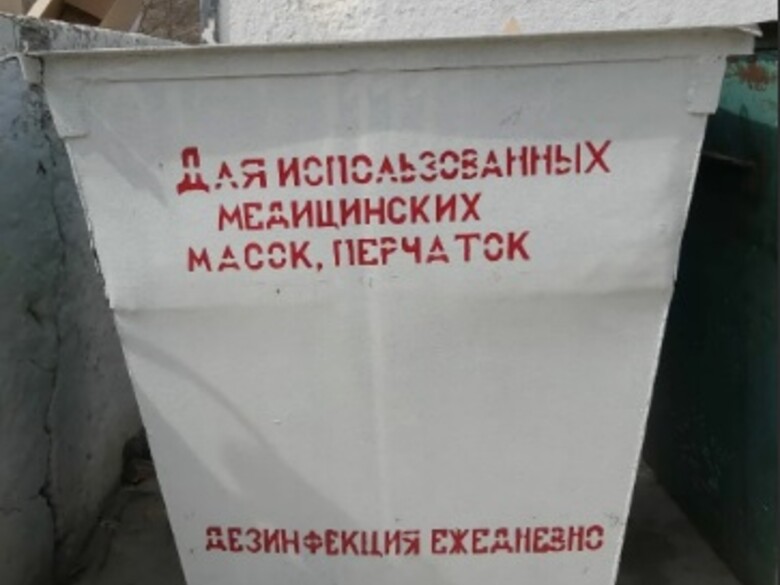 Для использованных
медицинских
масок, перчаток
дезинфекция ежедневно